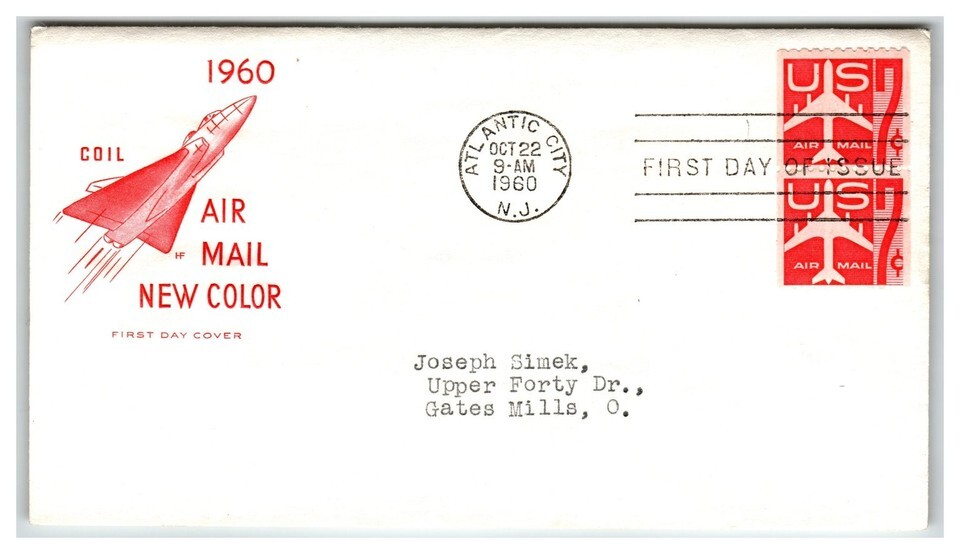 1960
COIL
AIR
HF MAIL
NEW COLOR
FIRST DAY COVER
ATLANTIC CITY
OCT 22
9-AM
1960
N.J.
FIRST DAY OF ISSUE
US 7¢
AIR MAIL
US 7¢
AIR MAIL
Joseph Simek,
Upper Forty Dr.,
Gates Mills, O.